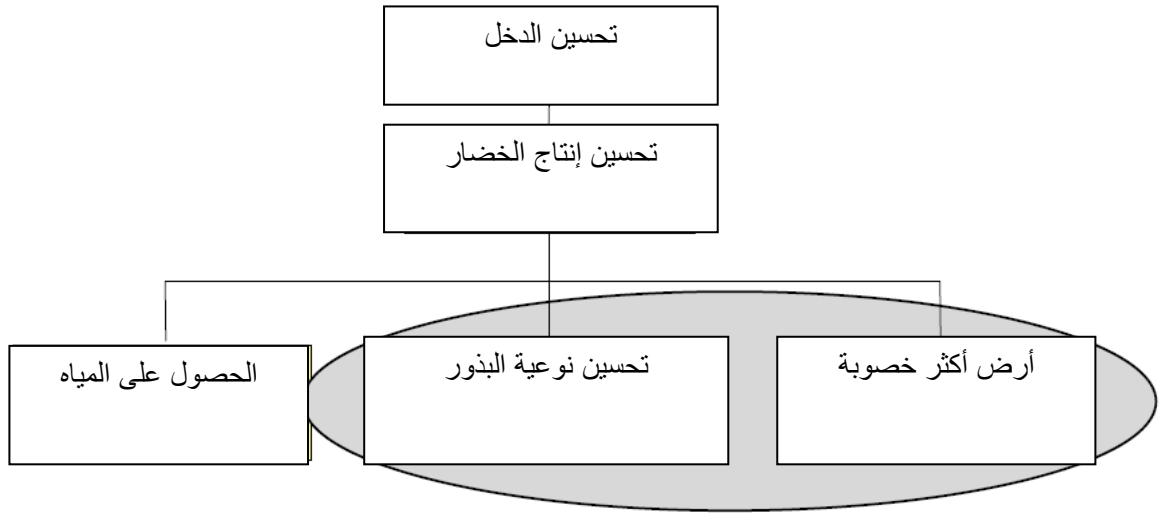 تحسين الدخل
تحسين إنتاج الخضار
أرض أكثر خصوبة
تحسين نوعية البذور
الحصول على المياه